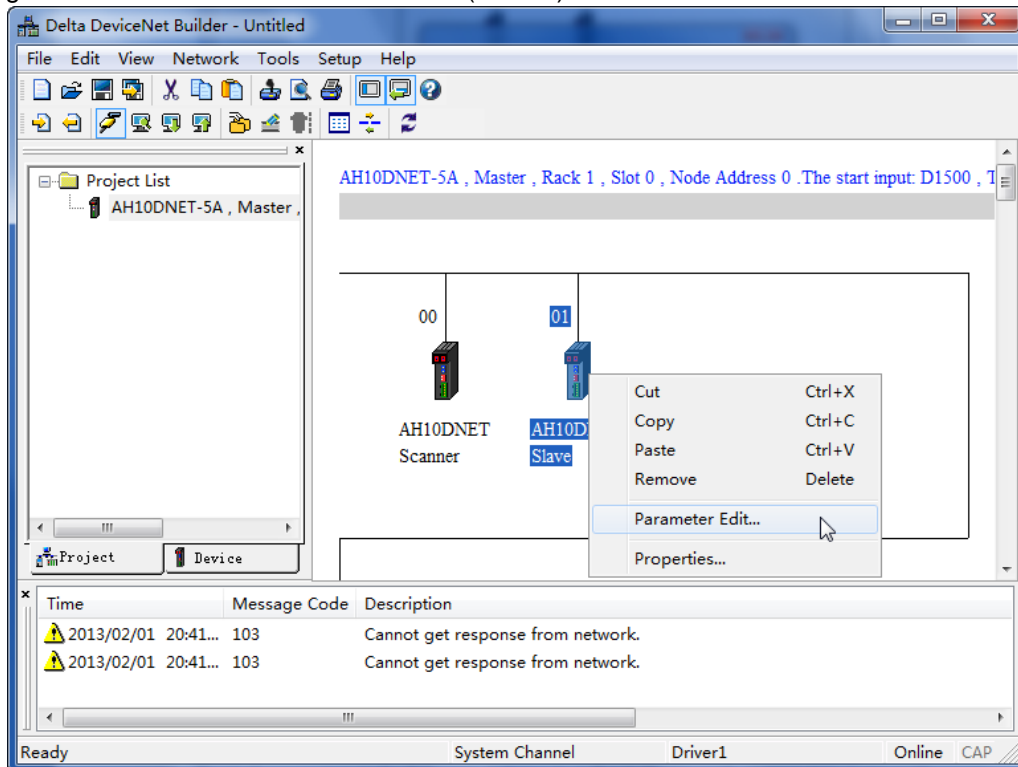 Delta DeviceNet Builder - Untitled
File Edit View Network Tools Setup Help
Project List
AH10DNET-5A , Master ,
AH10DNET-5A , Master , Rack 1 , Slot 0 , Node Address 0 .The start input: D1500 ,
00 01
AH10DNET
Scanner
AH10D
Slave
Cut Ctrl+X
Copy Ctrl+C
Paste Ctrl+V
Remove Delete
Parameter Edit...
Properties...
Project Device
Time Message Code Description
2013/02/01 20:41... 103 Cannot get response from network.
2013/02/01 20:41... 103 Cannot get response from network.
Ready System Channel Driver1 Online CAP